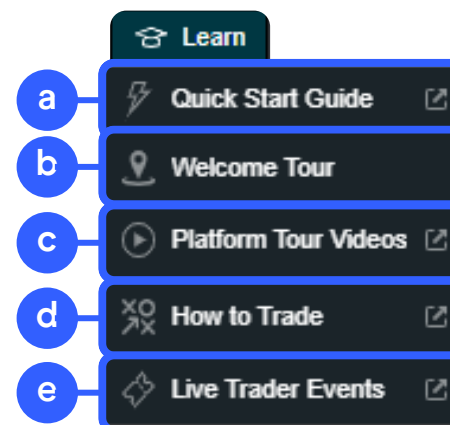 Learn
a Quick Start Guide
b Welcome Tour
c Platform Tour Videos
d How to Trade
e Live Trader Events